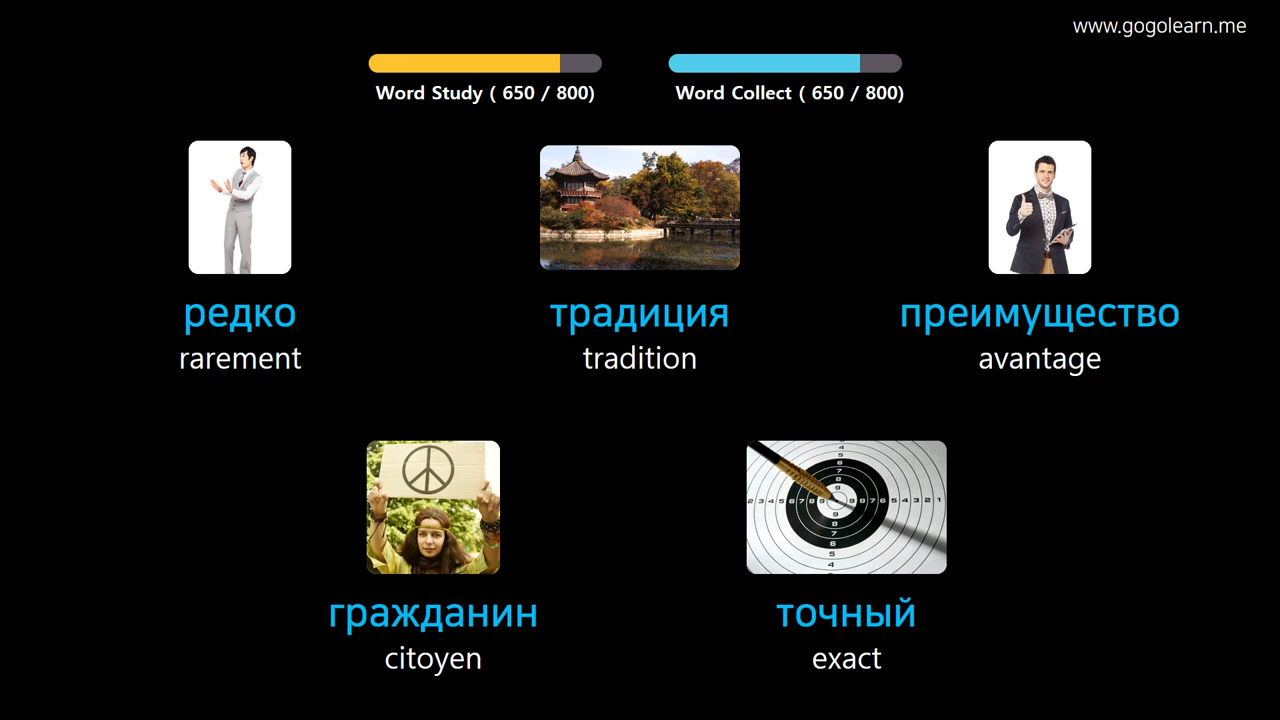 www.gogolearn.me
Word Study ( 650 / 800)
Word Collect ( 650 / 800)
редко
rarement
традиция
tradition
преимущество
avantage
гражданин
citoyen
точный
exact